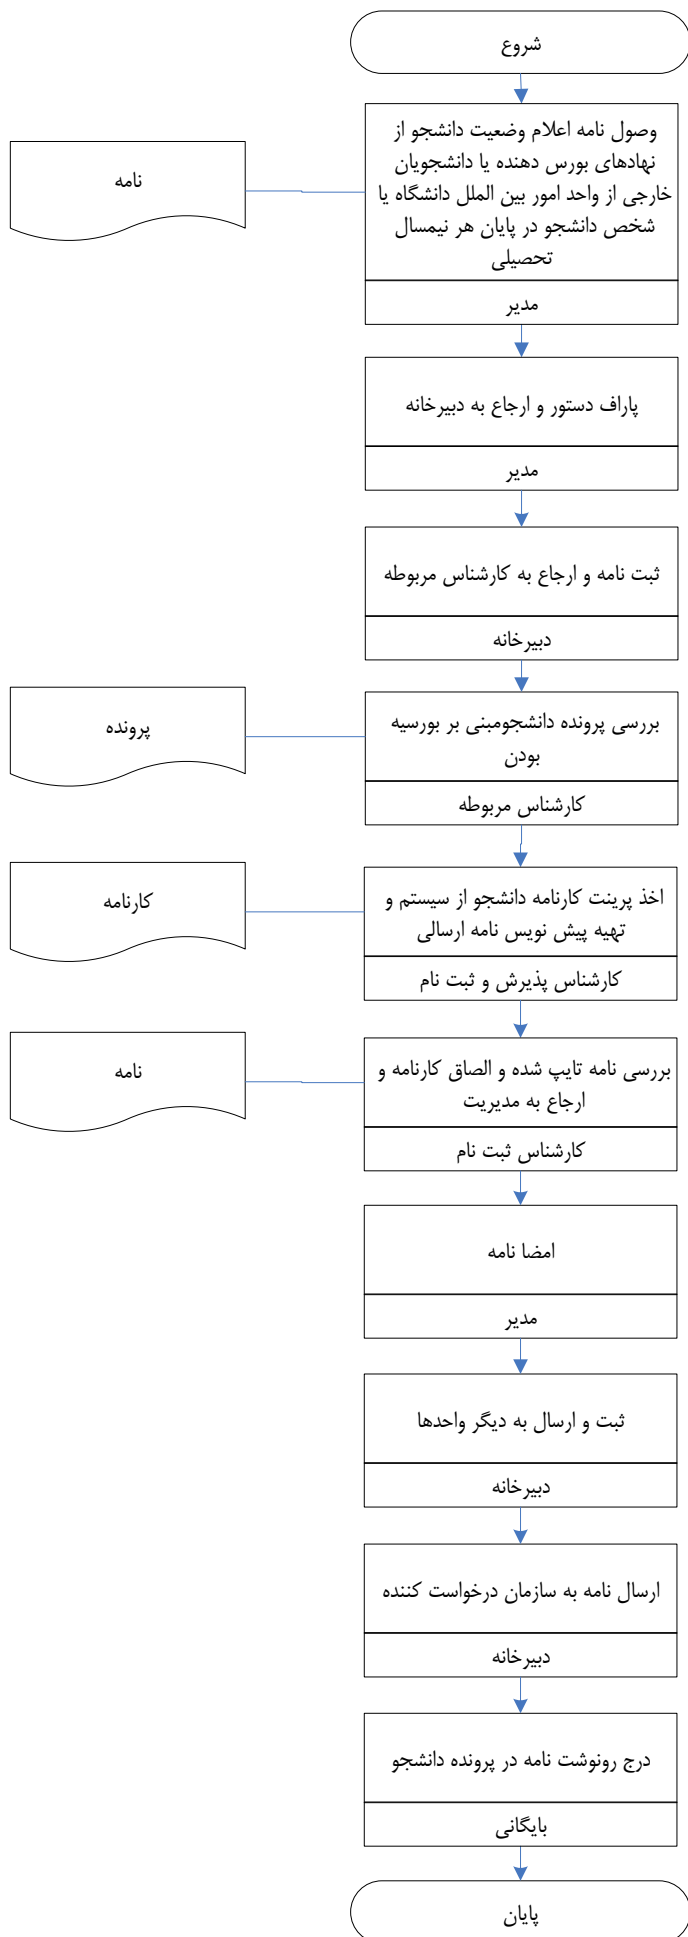 شروع
وصول نامه اعلام وضعیت دانشجو از
نهادهای بورس دهنده یا دانشجویان
خارجی از واحد امور بین الملل دانشگاه یا
شخص دانشجو در پایان هر نیمسال
تحصیلی
مدیر
نامه
پاراف دستور و ارجاع به دبیرخانه
مدیر
ثبت نامه و ارجاع به کارشناس مربوطه
دبیرخانه
بررسی پرونده دانشجومبنی بر بورسیه
بودن
کارشناس مربوطه
پرونده
اخذ پرینت کارنامه دانشجو از سیستم و
تهیه پیش نویس نامه ارسالی
کارشناس پذیرش و ثبت نام
کارنامه
بررسی نامه تایپ شده و الصاق کارنامه و
ارجاع به مدیریت
کارشناس ثبت نام
نامه
امضا نامه
مدیر
ثبت و ارسال به دیگر واحدها
دبیرخانه
ارسال نامه به سازمان درخواست کننده
دبیرخانه
درج رونوشت نامه در پرونده دانشجو
بایگانی
پایان